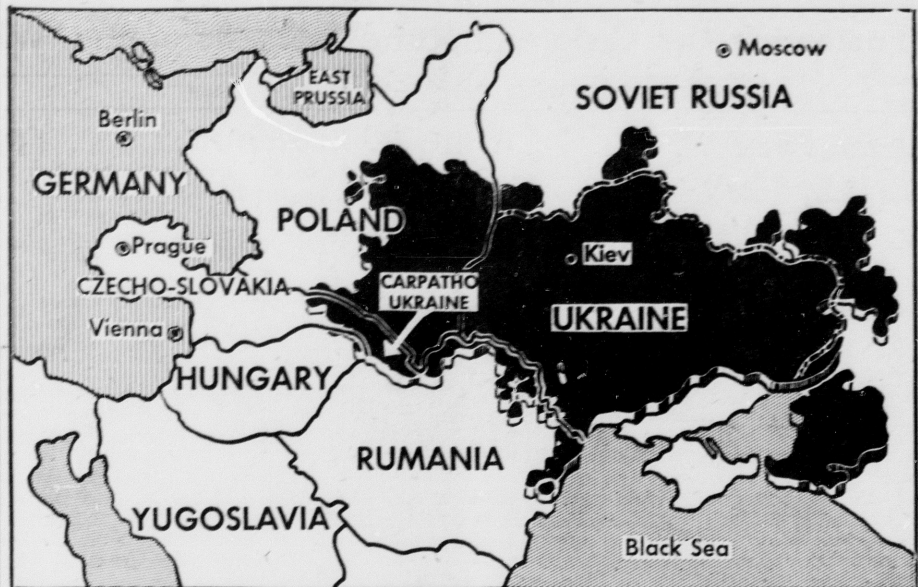 Moscow
EAST
PRUSSIA
SOVIET RUSSIA
Berlin
GERMANY
POLAND
Prague
Kiev
CZECHO-SLOVAKIA
CARPATHO
UKRAINE
UKRAINE
Vienna
HUNGARY
RUMANIA
YUGOSLAVIA
Black Sea